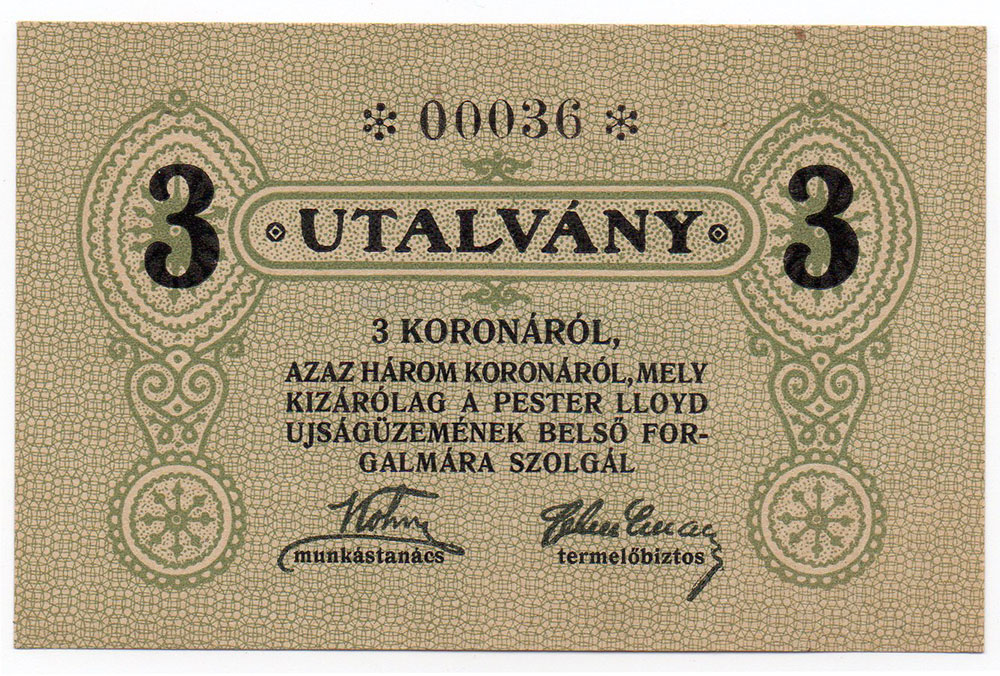 * 00036 *
3 UTALVÁNY 3
3 KORONÁRÓL,
AZAZ HÁROM KORONÁRÓL, MELY
KIZÁRÓLAG A PESTER LLOYD
UJSÁGÜZEMÉNEK BELSŐ FOR-
GALMÁRA SZOLGÁL
munkástanács termelőbiztos